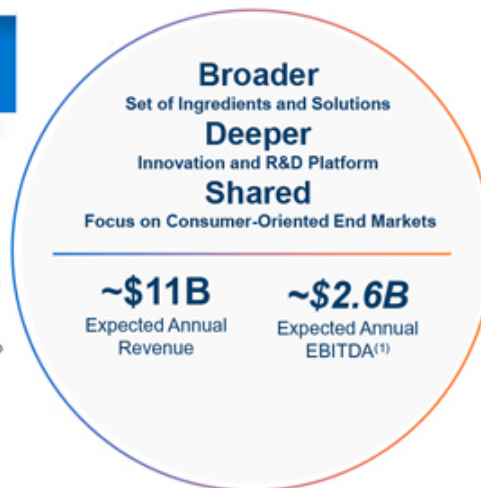 Broader
Set of Ingredients and Solutions
Deeper
Innovation and R&D Platform
Shared
Focus on Consumer-Oriented End Markets
~$11B
Expected Annual
Revenue
~$2.6B
Expected Annual
EBITDA(1)